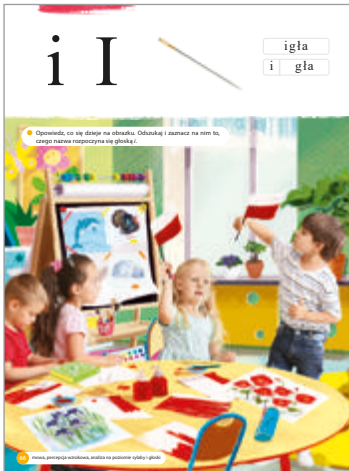 i I
igła
i gła
Opowiedz, co się dzieje na obrazku. Odszukaj i zaznacz na nim to,
czego nazwa rozpoczyna się głoską i.
mowa, percepcja wzrokowa, analiza na poziomie sylaby i głoski